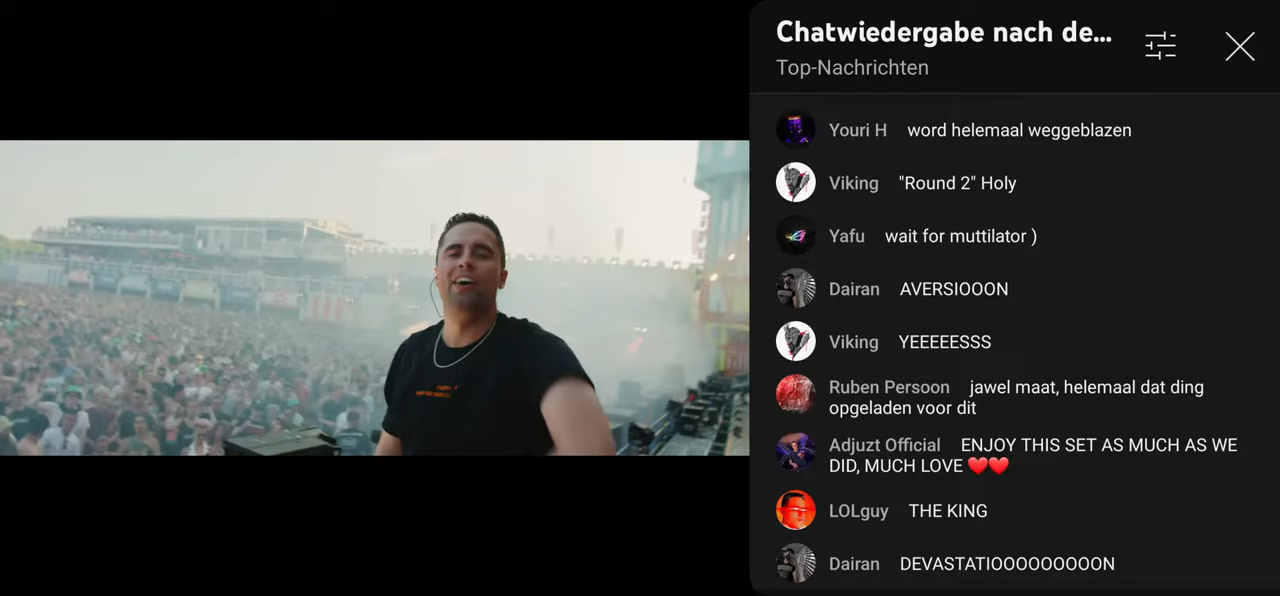 Chatwiedergabe nach de...
Top-Nachrichten
Youri H word helemaal weggeblazen
Viking "Round 2" Holy
Yafu wait for muttilator )
Dairan AVERSIOOON
Viking YEEEEESSS
Ruben Persoon jawel maat, helemaal dat ding
opgeladen voor dit
Adjuzt Official ENJOY THIS SET AS MUCH AS WE
DID, MUCH LOVE ❤️❤️
LOLguy THE KING
Dairan DEVASTATIOOOOOOOOON